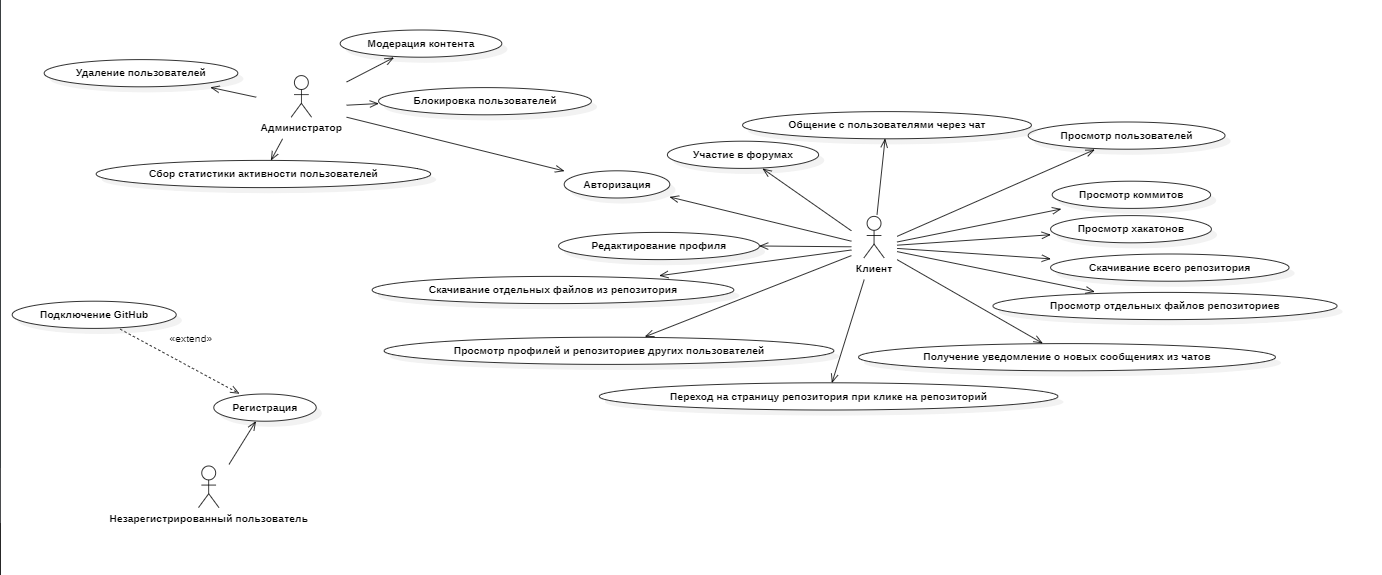 Модерация контента
Удаление пользователей
Блокировка пользователей
Администратор
Сбор статистики активности пользователей
Общение с пользователями через чат
Просмотр пользователей
Участие в форумах
Авторизация
Просмотр коммитов
Просмотр хакатонов
Редактирование профиля
Клиент
Скачивание всего репозитория
Скачивание отдельных файлов из репозитория
Просмотр отдельных файлов репозиториев
Подключение GitHub
«extend»
Просмотр профилей и репозиториев других пользователей
Получение уведомление о новых сообщениях из чатов
Переход на страницу репозитория при клике на репозиторий
Регистрация
Незарегистрированный пользователь